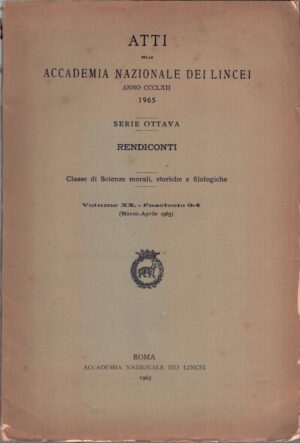 ATTI
DELLA
ACCADEMIA NAZIONALE DEI LINCEI
ANNO CCCLXII
1965
SERIE OTTAVA
RENDICONTI
Classe di Scienze morali, storiche e filologiche
Volume XX. - Fascicolo 3-4
(Marzo-Aprile 1965)
ROMA
ACCADEMIA NAZIONALE DEI LINCEI
1965